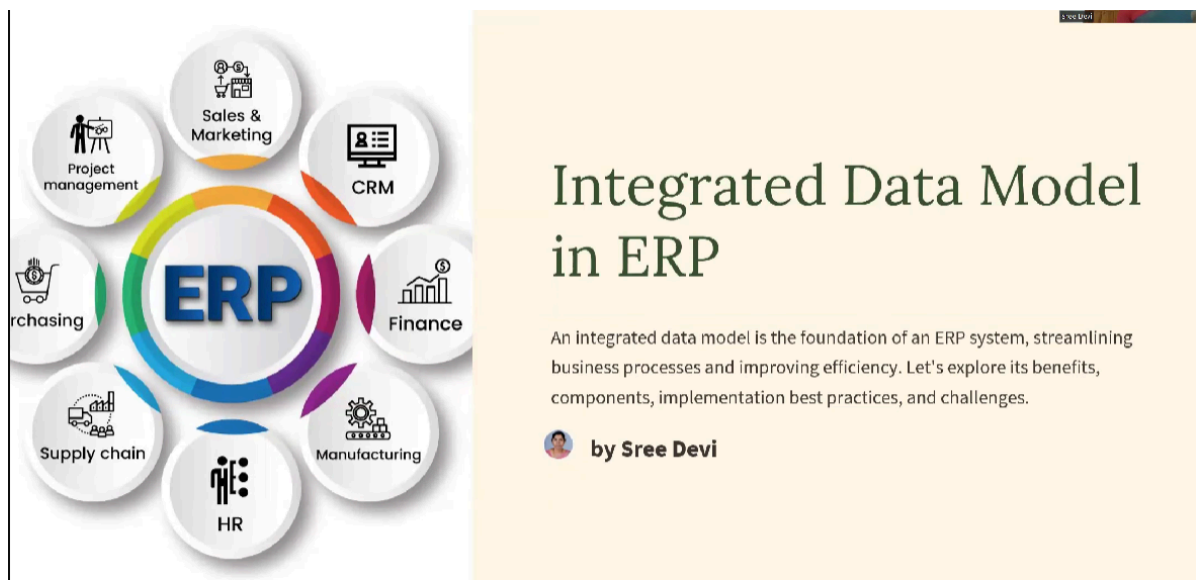 Sree Devi
Sales &
Marketing
Project
management
CRM
ERP
rchasing
Finance
Supply chain
Manufacturing
HR
Integrated Data Model
in ERP
An integrated data model is the foundation of an ERP system, streamlining
business processes and improving efficiency. Let's explore its benefits,
components, implementation best practices, and challenges.
by Sree Devi